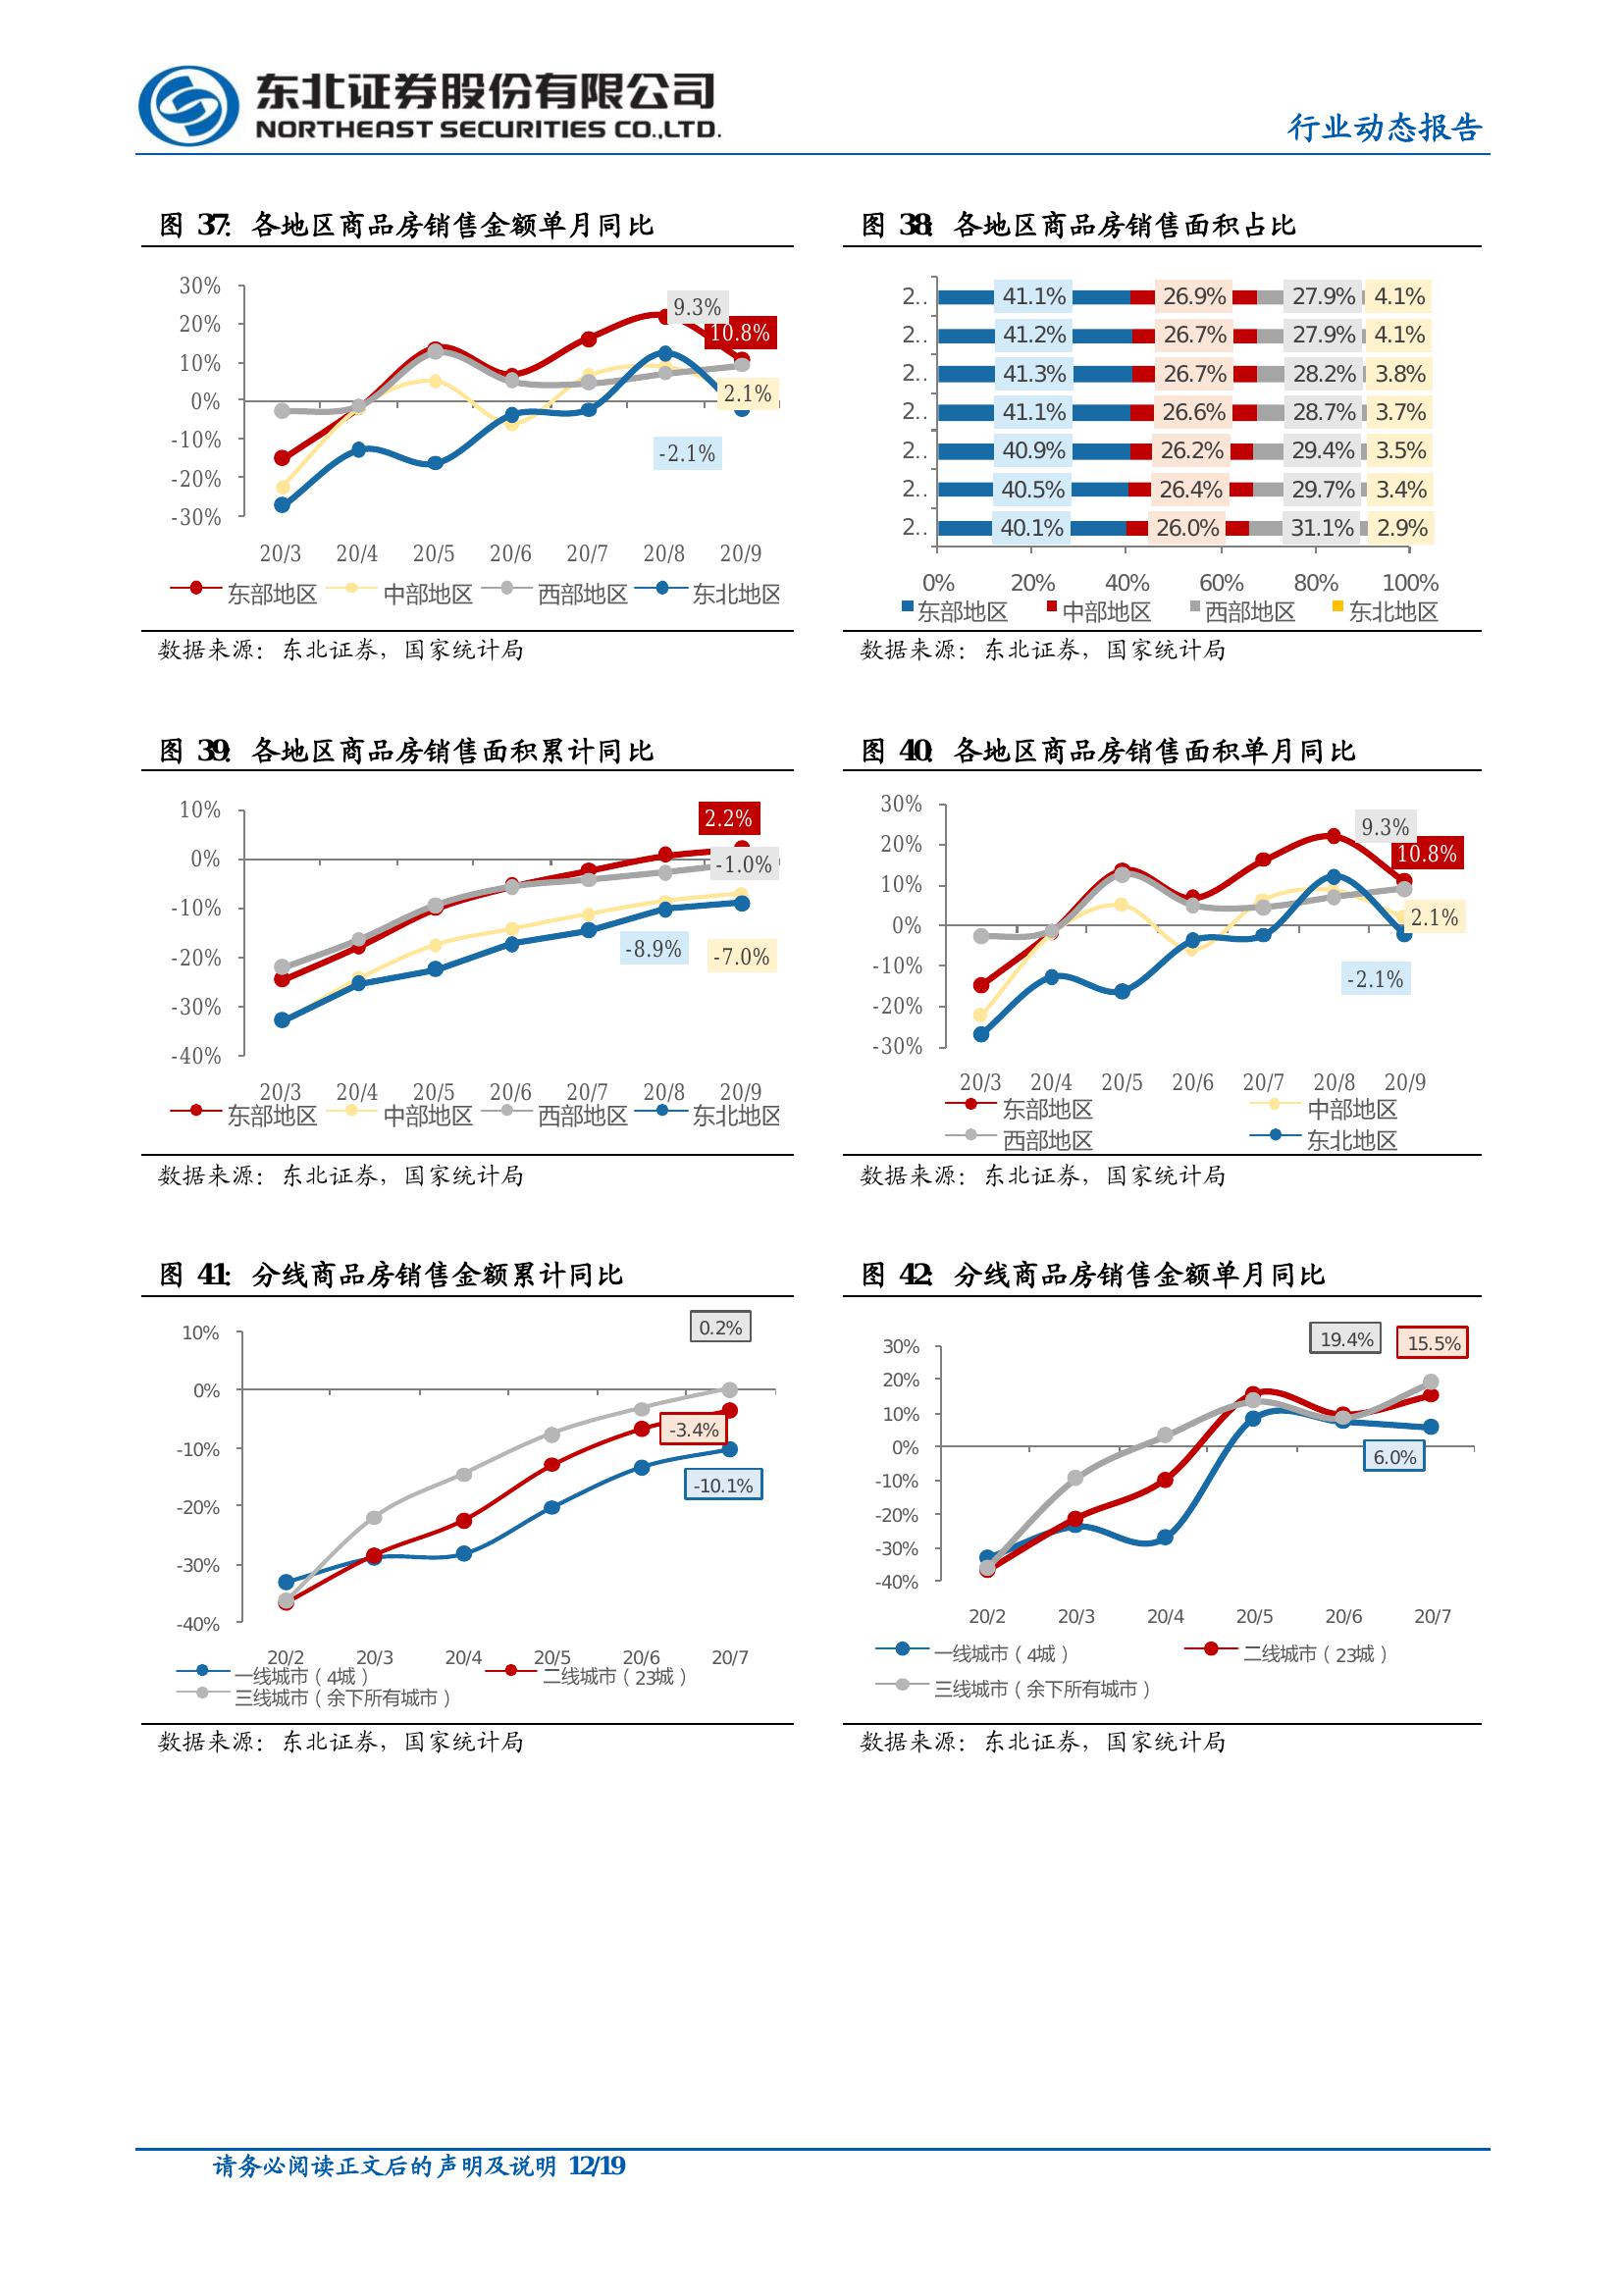 东北证券股份有限公司
NORTHEAST SECURITIES CO.,LTD.
行业动态报告
图 37: 各地区商品房销售金额单月同比
30%
20%
10%
0%
-10%
-20%
-30%
9.3%
10.8%
2.1%
-2.1%
20/3 20/4 20/5 20/6 20/7 20/8 20/9
东部地区 中部地区 西部地区 东北地区
数据来源：东北证券，国家统计局
图 38: 各地区商品房销售面积占比
2.. 41.1% 26.9% 27.9% 4.1%
2.. 41.2% 26.7% 27.9% 4.1%
2.. 41.3% 26.7% 28.2% 3.8%
2.. 41.1% 26.6% 28.7% 3.7%
2.. 40.9% 26.2% 29.4% 3.5%
2.. 40.5% 26.4% 29.7% 3.4%
2.. 40.1% 26.0% 31.1% 2.9%
0% 20% 40% 60% 80% 100%
东部地区 中部地区 西部地区 东北地区
数据来源：东北证券，国家统计局
图 39: 各地区商品房销售面积累计同比
10%
0%
-10%
-20%
-30%
-40%
2.2%
-1.0%
-8.9% -7.0%
20/3 20/4 20/5 20/6 20/7 20/8 20/9
东部地区 中部地区 西部地区 东北地区
数据来源：东北证券，国家统计局
图 40: 各地区商品房销售面积单月同比
30%
20%
10%
0%
-10%
-20%
-30%
9.3%
10.8%
2.1%
-2.1%
20/3 20/4 20/5 20/6 20/7 20/8 20/9
东部地区 中部地区
西部地区 东北地区
数据来源：东北证券，国家统计局
图 41: 分线商品房销售金额累计同比
10%
0%
-10%
-20%
-30%
-40%
0.2%
-3.4%
-10.1%
20/2 20/3 20/4 20/5 20/6 20/7
一线城市（4城） 二线城市（23城）
三线城市（余下所有城市）
数据来源：东北证券，国家统计局
图 42: 分线商品房销售金额单月同比
30%
20%
10%
0%
-10%
-20%
-30%
-40%
19.4% 15.5%
6.0%
20/2 20/3 20/4 20/5 20/6 20/7
一线城市（4城） 二线城市（23城）
三线城市（余下所有城市）
数据来源：东北证券，国家统计局
请务必阅读正文后的声明及说明 12/19